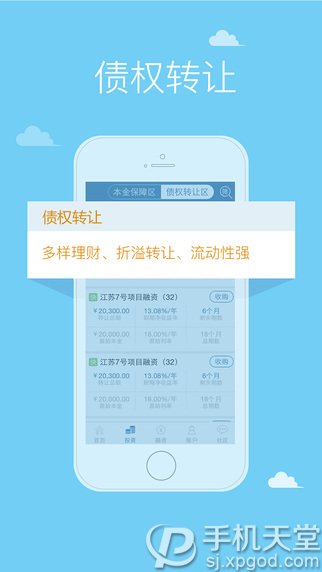 债权转让
本金保障区 债权转让区
债权转让
多样理财、折溢转让、流动性强
江苏7号项目融资（32） 收购
￥20,300.00 13.08%/年 6个月
转让总额 预期净收益率 剩余期限
￥20,000.00 18.00%/年 18个月
原始本金 原始利率 总期数
江苏7号项目融资（32） 收购
￥20,300.00 13.08%/年 6个月
转让总额 预期净收益率 剩余期限
￥20,000.00 18.00%/年 18个月
原始本金 原始利率 总期数
首页 投资 融资 账户 社区
手机天堂
sj.xpgod.com